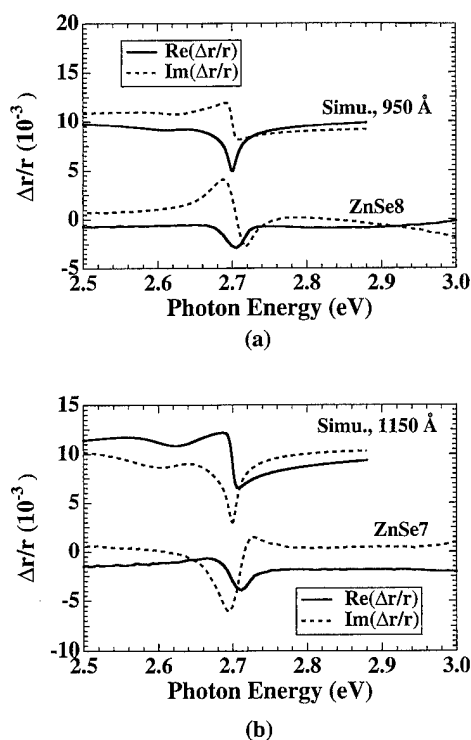 20
15
10
5
0
-5
Δr/r (10⁻³)
Re(Δr/r)
Im(Δr/r)
Simu., 950 Å
ZnSe8
2.5 2.6 2.7 2.8 2.9 3.0
Photon Energy (eV)
(a)
15
10
5
0
-5
-10
Δr/r (10⁻³)
Simu., 1150 Å
ZnSe7
Re(Δr/r)
Im(Δr/r)
2.5 2.6 2.7 2.8 2.9 3.0
Photon Energy (eV)
(b)